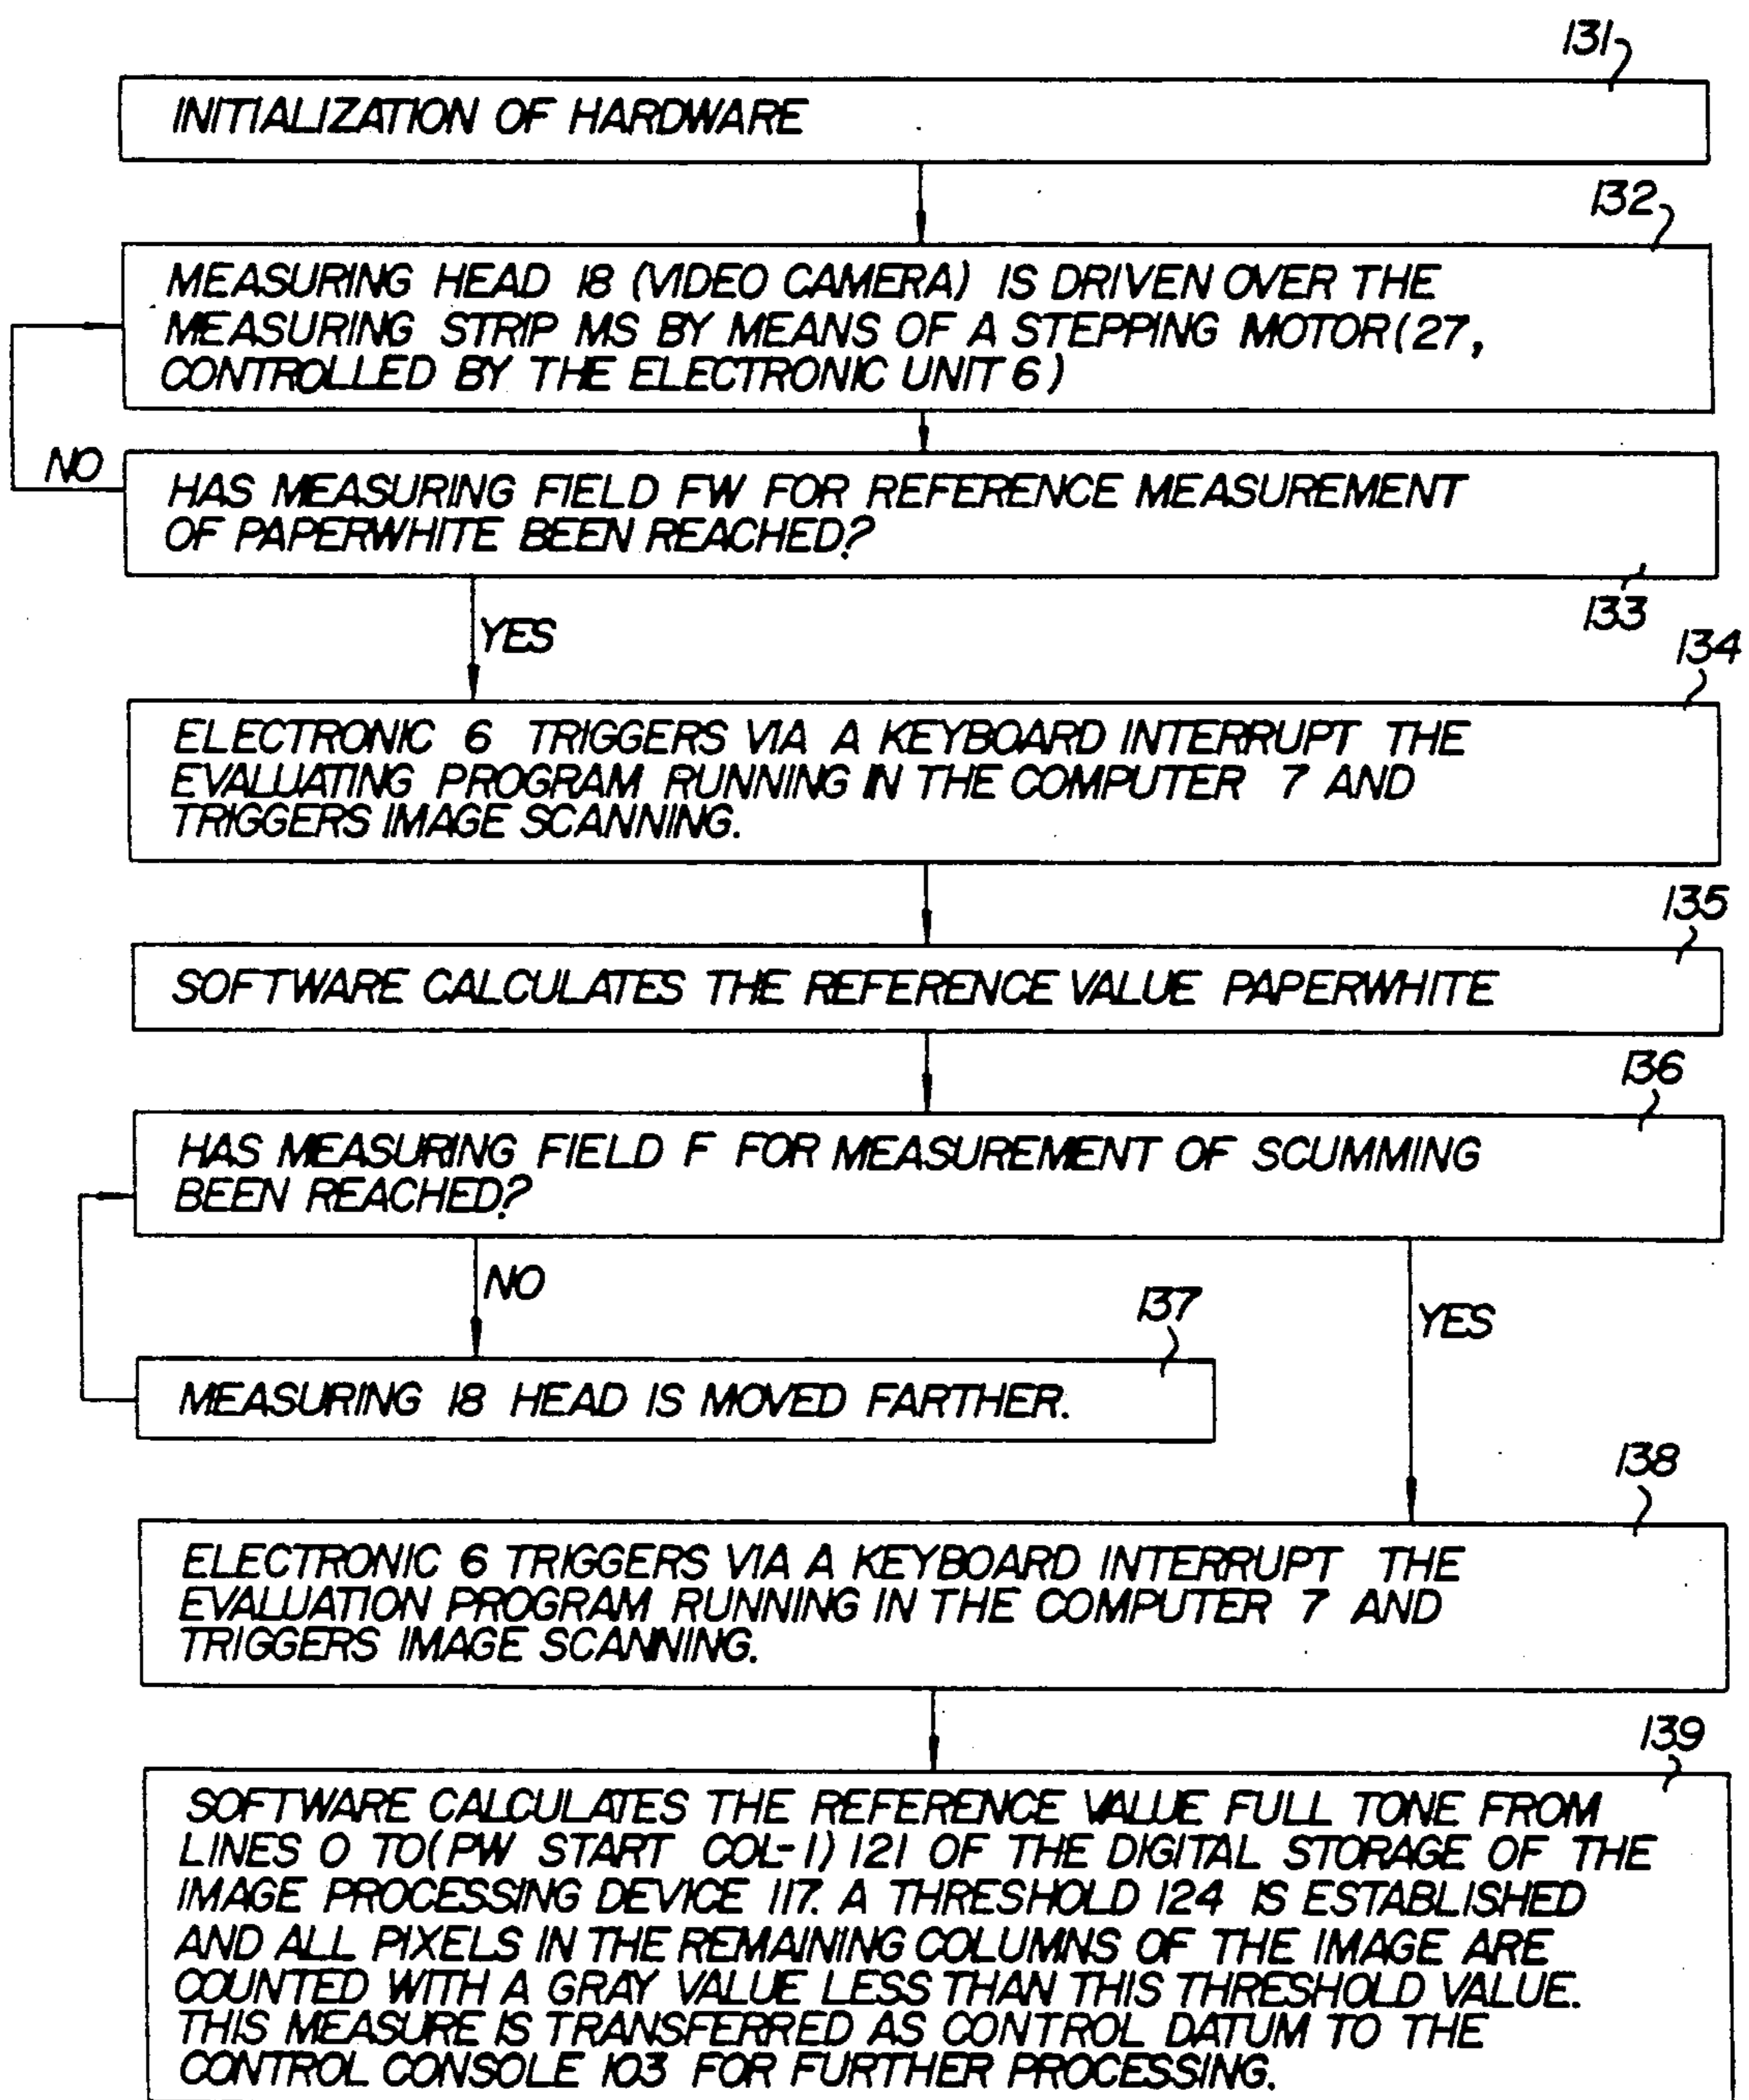 131
INITIALIZATION OF HARDWARE
132
MEASURING HEAD 18 (VIDEO CAMERA) IS DRIVEN OVER THE
MEASURING STRIP MS BY MEANS OF A STEPPING MOTOR (27,
CONTROLLED BY THE ELECTRONIC UNIT 6)
NO
HAS MEASURING FIELD FW FOR REFERENCE MEASUREMENT
OF PAPERWHITE BEEN REACHED?
133
YES
134
ELECTRONIC 6 TRIGGERS VIA A KEYBOARD INTERRUPT THE
EVALUATING PROGRAM RUNNING IN THE COMPUTER 7 AND
TRIGGERS IMAGE SCANNING.
135
SOFTWARE CALCULATES THE REFERENCE VALUE PAPERWHITE
136
HAS MEASURING FIELD F FOR MEASUREMENT OF SCUMMING
BEEN REACHED?
NO
YES
137
MEASURING 18 HEAD IS MOVED FARTHER.
138
ELECTRONIC 6 TRIGGERS VIA A KEYBOARD INTERRUPT THE
EVALUATION PROGRAM RUNNING IN THE COMPUTER 7 AND
TRIGGERS IMAGE SCANNING.
139
SOFTWARE CALCULATES THE REFERENCE VALUE FULL TONE FROM
LINES 0 TO (PW START COL-1) 121 OF THE DIGITAL STORAGE OF THE
IMAGE PROCESSING DEVICE 117. A THRESHOLD 124 IS ESTABLISHED
AND ALL PIXELS IN THE REMAINING COLUMNS OF THE IMAGE ARE
COUNTED WITH A GRAY VALUE LESS THAN THIS THRESHOLD VALUE.
THIS MEASURE IS TRANSFERRED AS CONTROL DATUM TO THE
CONTROL CONSOLE 103 FOR FURTHER PROCESSING.